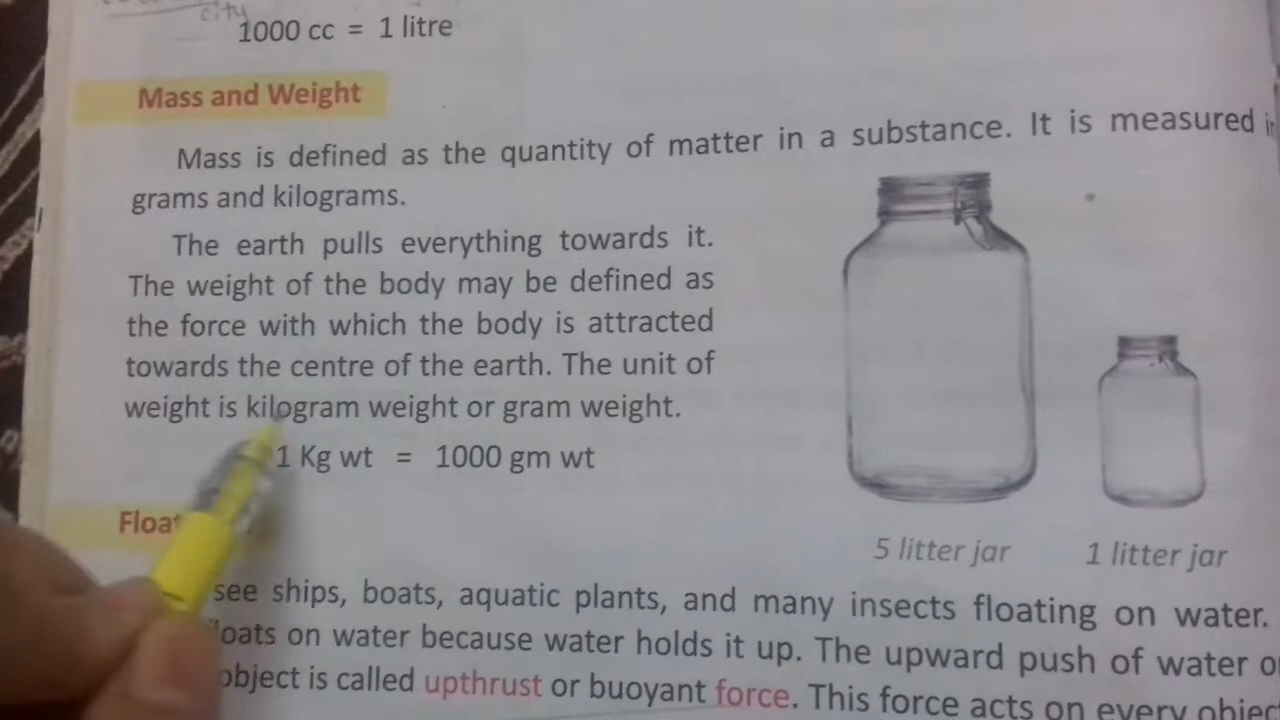 city
1000 cc = 1 litre
Mass and Weight
Mass is defined as the quantity of matter in a substance. It is measured
grams and kilograms.
The earth pulls everything towards it.
The weight of the body may be defined as
the force with which the body is attracted
towards the centre of the earth. The unit of
weight is kilogram weight or gram weight.
1 Kg wt = 1000 gm wt
5 litter jar 1 litter jar
see ships, boats, aquatic plants, and many insects floating on water.
on water because water holds it up. The upward push of water
object is called upthrust or buoyant force. This force acts on every